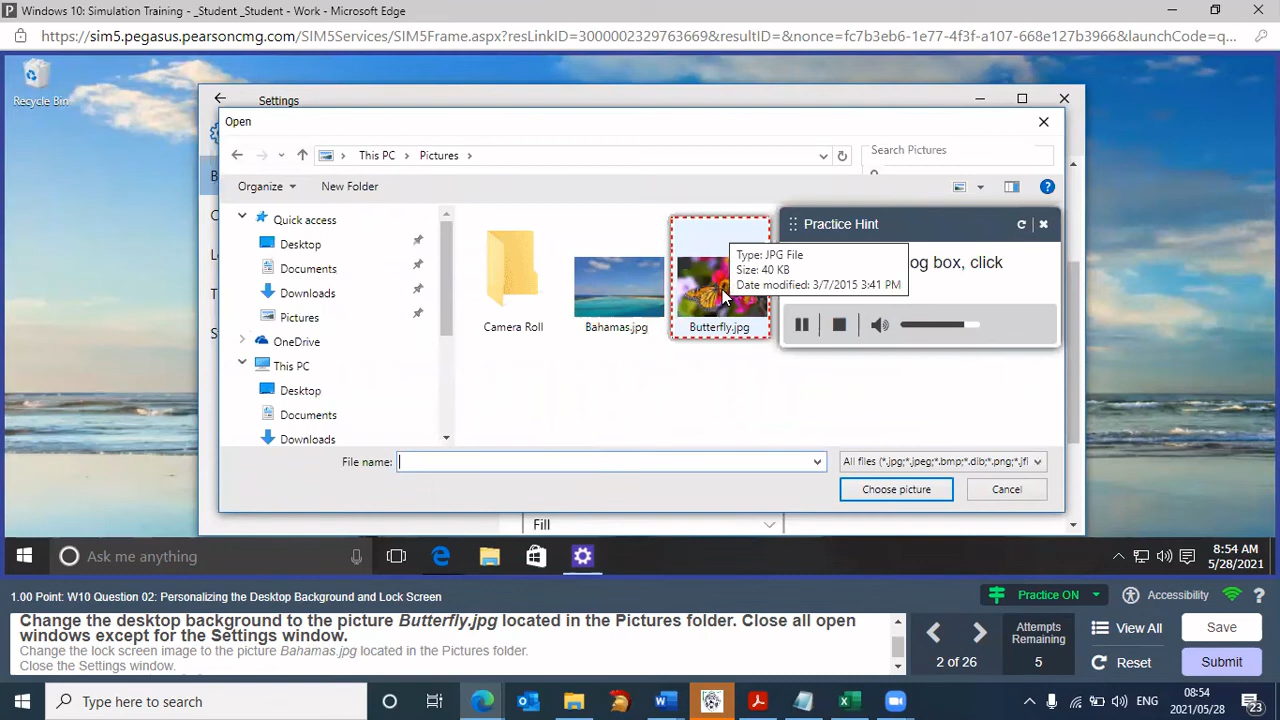 Windows 10: Simulation Training - _Student _Student - Work - Microsoft Edge
https://sim5.pegasus.pearsoncmg.com/SIM5Services/SIM5Frame.aspx?resLinkID=3000002329763669&resultID=&nonce=fc7b3eb6-1e77-4f3f-a107-668e127b3966&launchCode=q...
Recycle Bin
Settings
Open
This PC > Pictures >
Search Pictures
Organize
New Folder
Quick access
Desktop
Documents
Downloads
Pictures
OneDrive
This PC
Desktop
Documents
Downloads
Camera Roll
Bahamas.jpg
Butterfly.jpg
Type: JPG File
Size: 40 KB
Date modified: 3/7/2015 3:41 PM
Practice Hint
og box, click
File name:
All files (*.jpg;*.jpeg;*.bmp;*.dib;*.png;*.jfi
Choose picture
Cancel
Fill
Ask me anything
8:54 AM
5/28/2021
1.00 Point: W10 Question 02: Personalizing the Desktop Background and Lock Screen
Practice ON
Accessibility
Change the desktop background to the picture Butterfly.jpg located in the Pictures folder. Close all open
windows except for the Settings window.
Change the lock screen image to the picture Bahamas.jpg located in the Pictures folder.
Close the Settings window.
2 of 26
Attempts
Remaining
5
View All
Reset
Save
Submit
Type here to search
ENG
08:54
2021/05/28
23